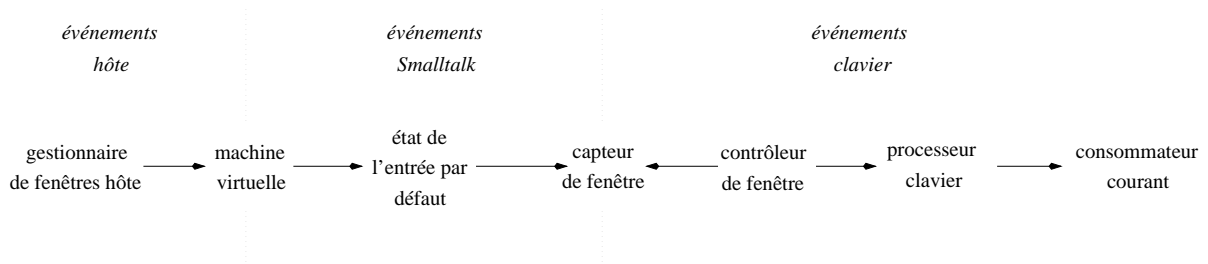 événements
hôte
événements
Smalltalk
événements
clavier
gestionnaire
de fenêtres hôte
machine
virtuelle
état de
l'entrée par
défaut
capteur
de fenêtre
contrôleur
de fenêtre
processeur
clavier
consommateur
courant